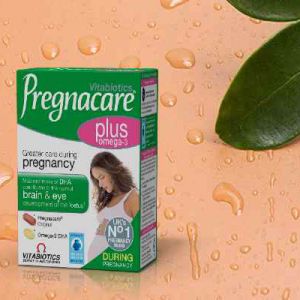 Vitabiotics
Pregnacare
plus
omega-3
Greater care during
pregnancy
DHA
brain & eye
Pregnacare®
Omega-3 DHA
UK's
No1
PREGNANCY
BRAND
VITABIOTICS
DURING
PREGNANCY